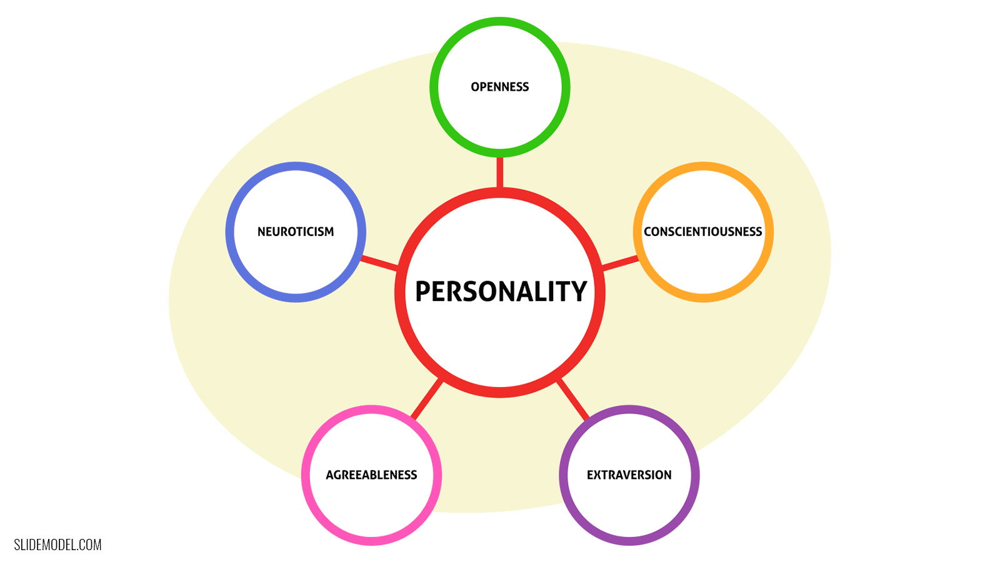 OPENNESS
NEUROTICISM
CONSCIENTIOUSNESS
PERSONALITY
AGREEABLENESS
EXTRAVERSION
SLIDEMODEL.COM